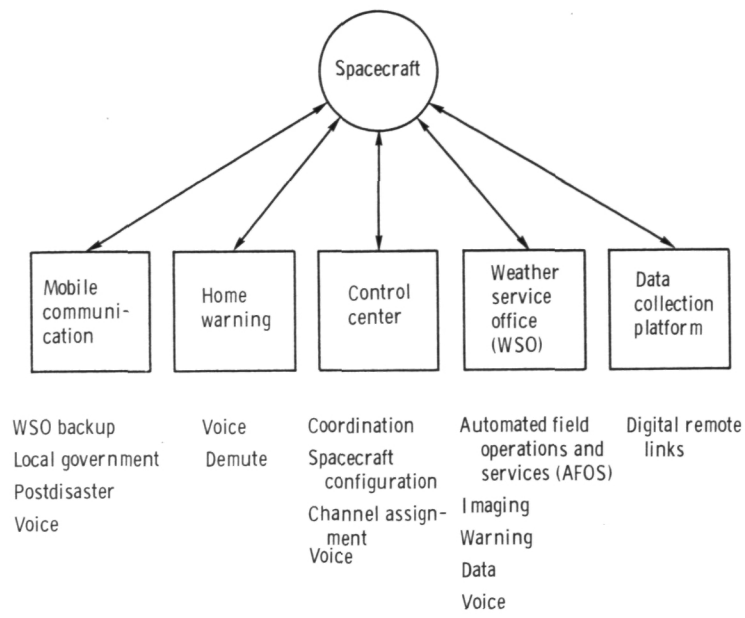 Spacecraft
Mobile
communi-
cation
Home
warning
Control
center
Weather
service
office
(WSO)
Data
collection
platform
WSO backup
Local government
Postdisaster
Voice
Voice
Demute
Coordination
Spacecraft
configuration
Channel assign-
ment
Voice
Automated field
operations and
services (AFOS)
Imaging
Warning
Data
Voice
Digital remote
links